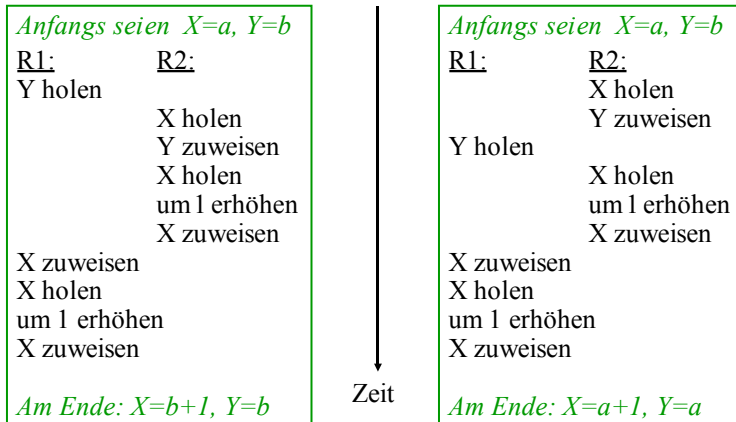 Anfangs seien X=a, Y=b
R1: R2:
Y holen
X holen
Y zuweisen
X holen
um 1 erhöhen
X zuweisen
X zuweisen
X holen
um 1 erhöhen
X zuweisen
Am Ende: X=b+1, Y=b
Zeit
Anfangs seien X=a, Y=b
R1: R2:
X holen
Y zuweisen
Y holen
X holen
um 1 erhöhen
X zuweisen
X zuweisen
X holen
um 1 erhöhen
X zuweisen
Am Ende: X=a+1, Y=a